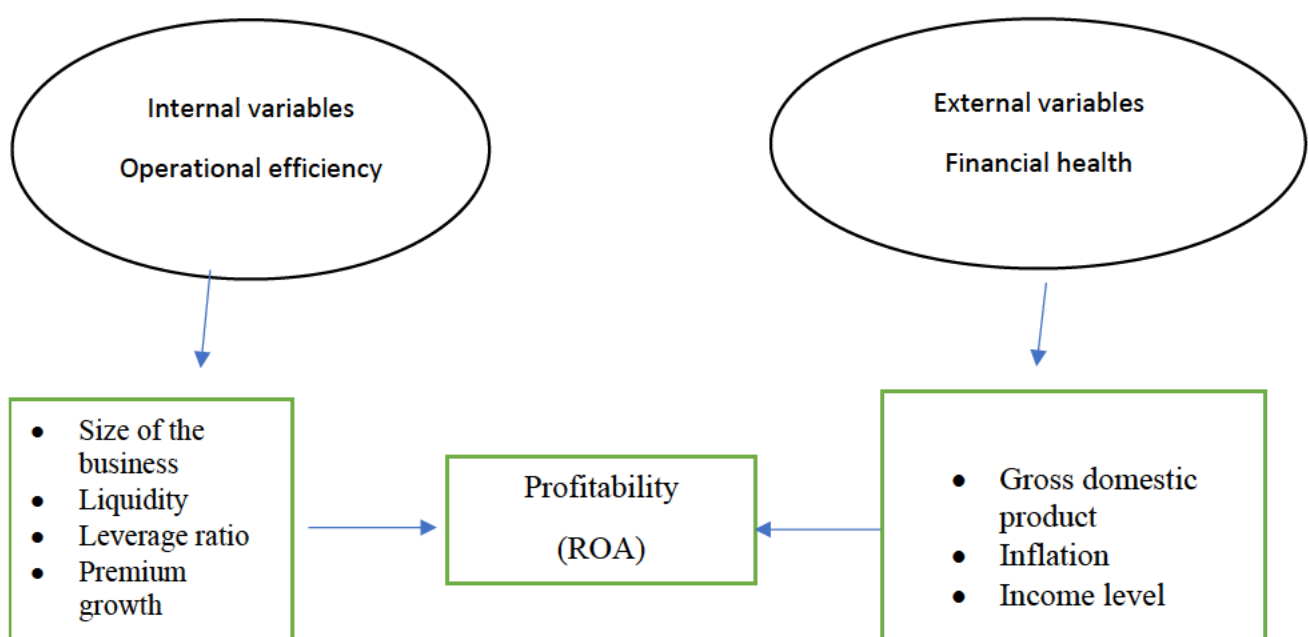 Internal variables
Operational efficiency
External variables
Financial health
• Size of the
business
• Liquidity
• Leverage ratio
• Premium
growth
Profitability
(ROA)
• Gross domestic
product
• Inflation
• Income level